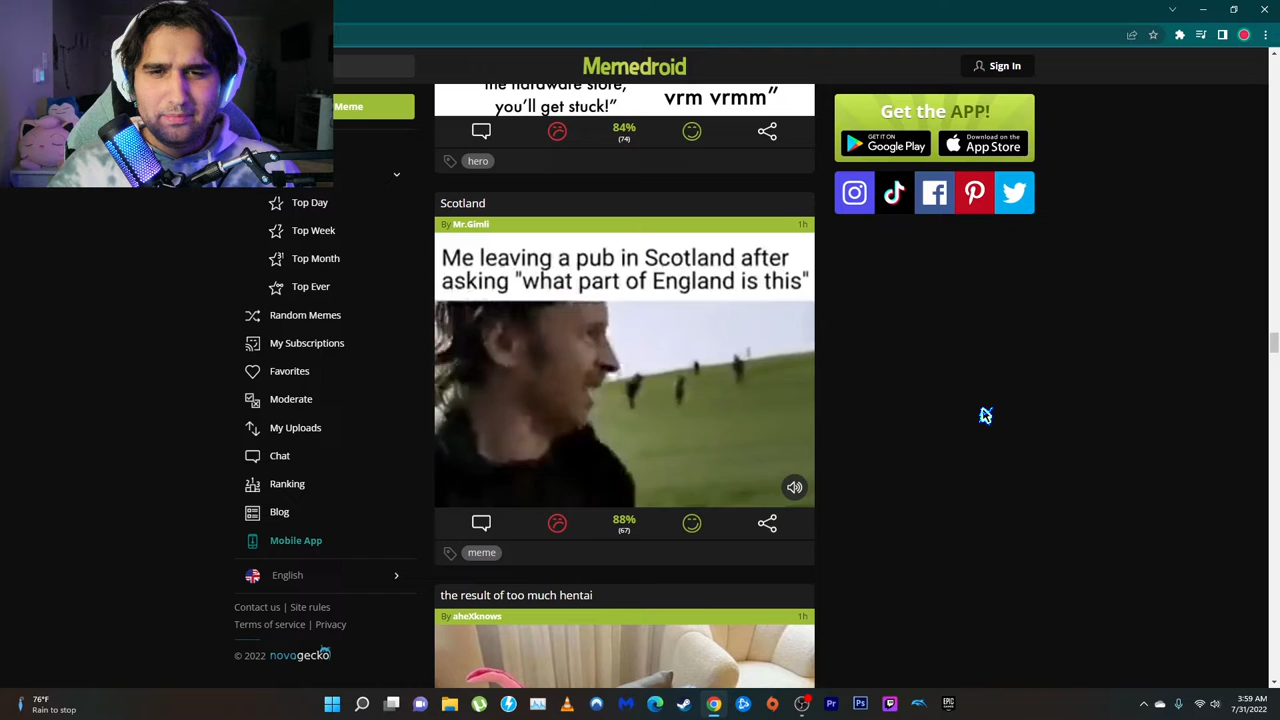 Memedroid
Sign In
Meme
Top Day
Top Week
Top Month
Top Ever
Random Memes
My Subscriptions
Favorites
Moderate
My Uploads
Chat
Ranking
Blog
Mobile App
English
Contact us | Site rules
Terms of service | Privacy
© 2022 novagecko
the hardware store,
you'll get stuck!"
vrm vrmm"
84%
(74)
hero
Scotland
By Mr.Gimli
1h
Me leaving a pub in Scotland after
asking "what part of England is this"
88%
(67)
meme
the result of too much hentai
By aheXknows
1h
Get the APP!
GET IT ON
Google Play
Download on the
App Store
76°F
Rain to stop
3:59 AM
7/31/2022